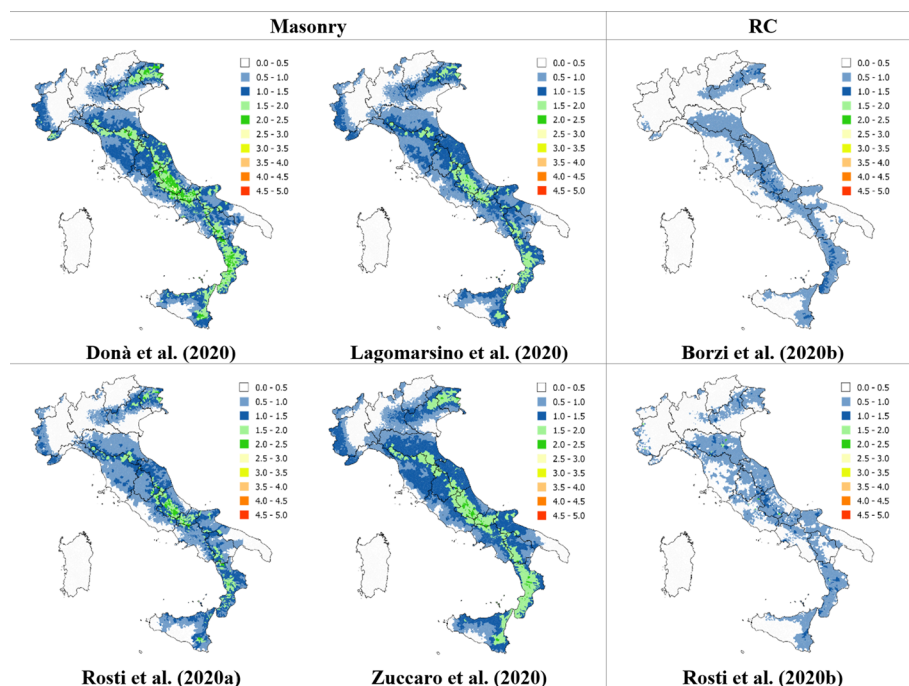 Masonry RC
0.0 - 0.5
0.5 - 1.0
1.0 - 1.5
1.5 - 2.0
2.0 - 2.5
2.5 - 3.0
3.0 - 3.5
3.5 - 4.0
4.0 - 4.5
4.5 - 5.0
0.0 - 0.5
0.5 - 1.0
1.0 - 1.5
1.5 - 2.0
2.0 - 2.5
2.5 - 3.0
3.0 - 3.5
3.5 - 4.0
4.0 - 4.5
4.5 - 5.0
0.0 - 0.5
0.5 - 1.0
1.0 - 1.5
1.5 - 2.0
2.0 - 2.5
2.5 - 3.0
3.0 - 3.5
3.5 - 4.0
4.0 - 4.5
4.5 - 5.0
Donà et al. (2020) Lagomarsino et al. (2020) Borzi et al. (2020b)
0.0 - 0.5
0.5 - 1.0
1.0 - 1.5
1.5 - 2.0
2.0 - 2.5
2.5 - 3.0
3.0 - 3.5
3.5 - 4.0
4.0 - 4.5
4.5 - 5.0
0.0 - 0.5
0.5 - 1.0
1.0 - 1.5
1.5 - 2.0
2.0 - 2.5
2.5 - 3.0
3.0 - 3.5
3.5 - 4.0
4.0 - 4.5
4.5 - 5.0
0.0 - 0.5
0.5 - 1.0
1.0 - 1.5
1.5 - 2.0
2.0 - 2.5
2.5 - 3.0
3.0 - 3.5
3.5 - 4.0
4.0 - 4.5
4.5 - 5.0
Rosti et al. (2020a) Zuccaro et al. (2020) Rosti et al. (2020b)